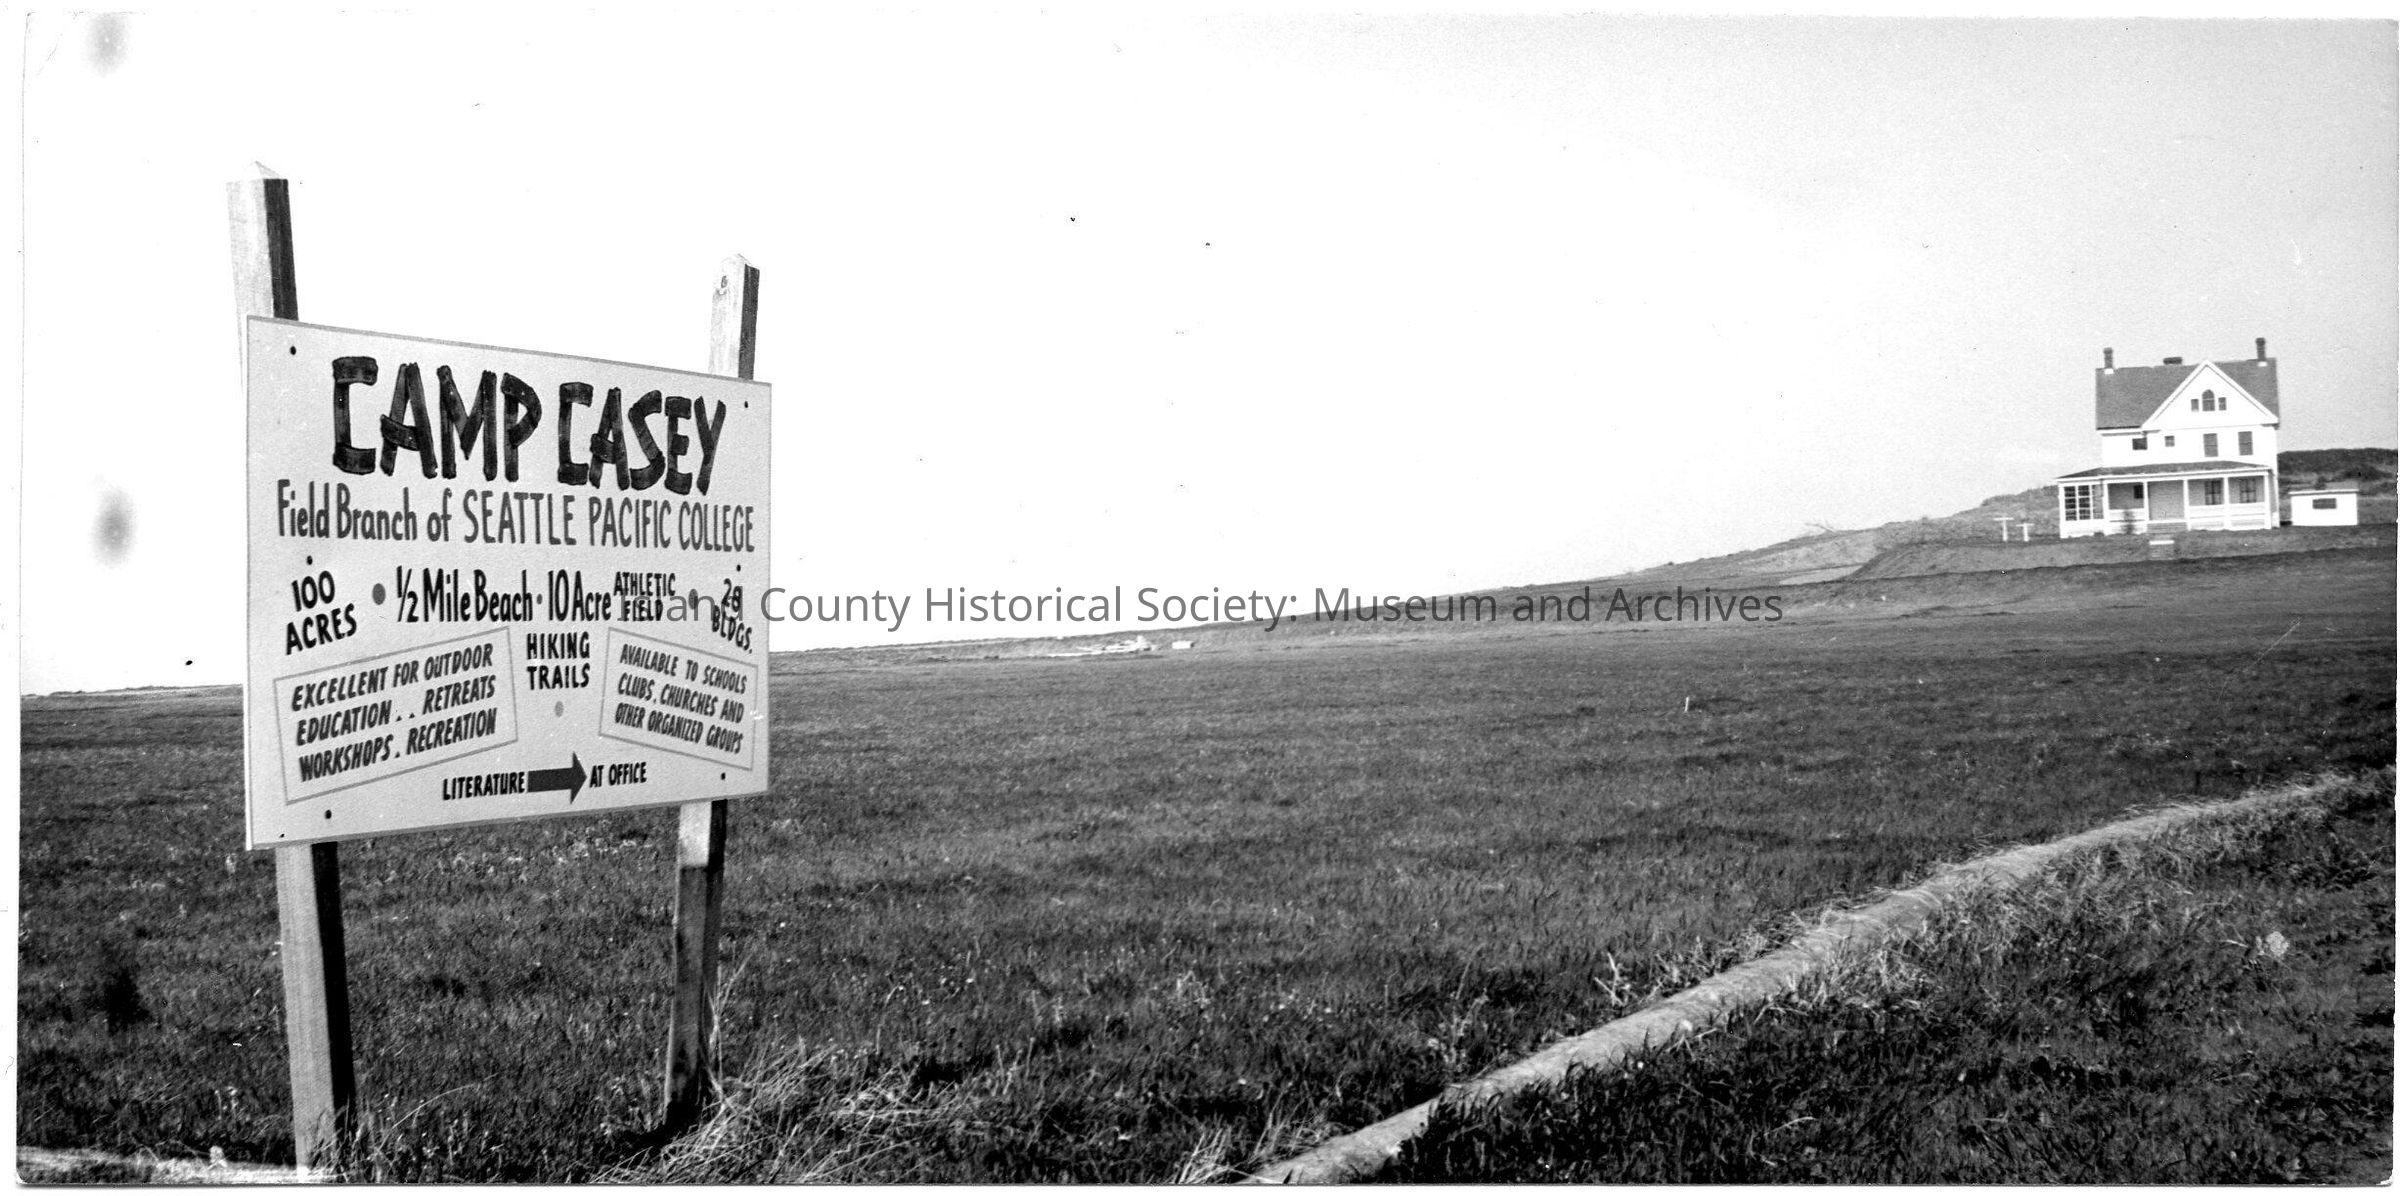 CAMP CASEY
Field Branch of SEATTLE PACIFIC COLLEGE
100 ACRES
1/2 Mile Beach · 10 Acre ATHLETIC FIELD
BLDGS.
HIKING TRAILS
EXCELLENT FOR OUTDOOR
EDUCATION . . RETREATS
WORKSHOPS . RECREATION
AVAILABLE TO SCHOOLS
CLUBS, CHURCHES AND
OTHER ORGANIZED GROUPS
LITERATURE AT OFFICE
Island County Historical Society: Museum and Archives